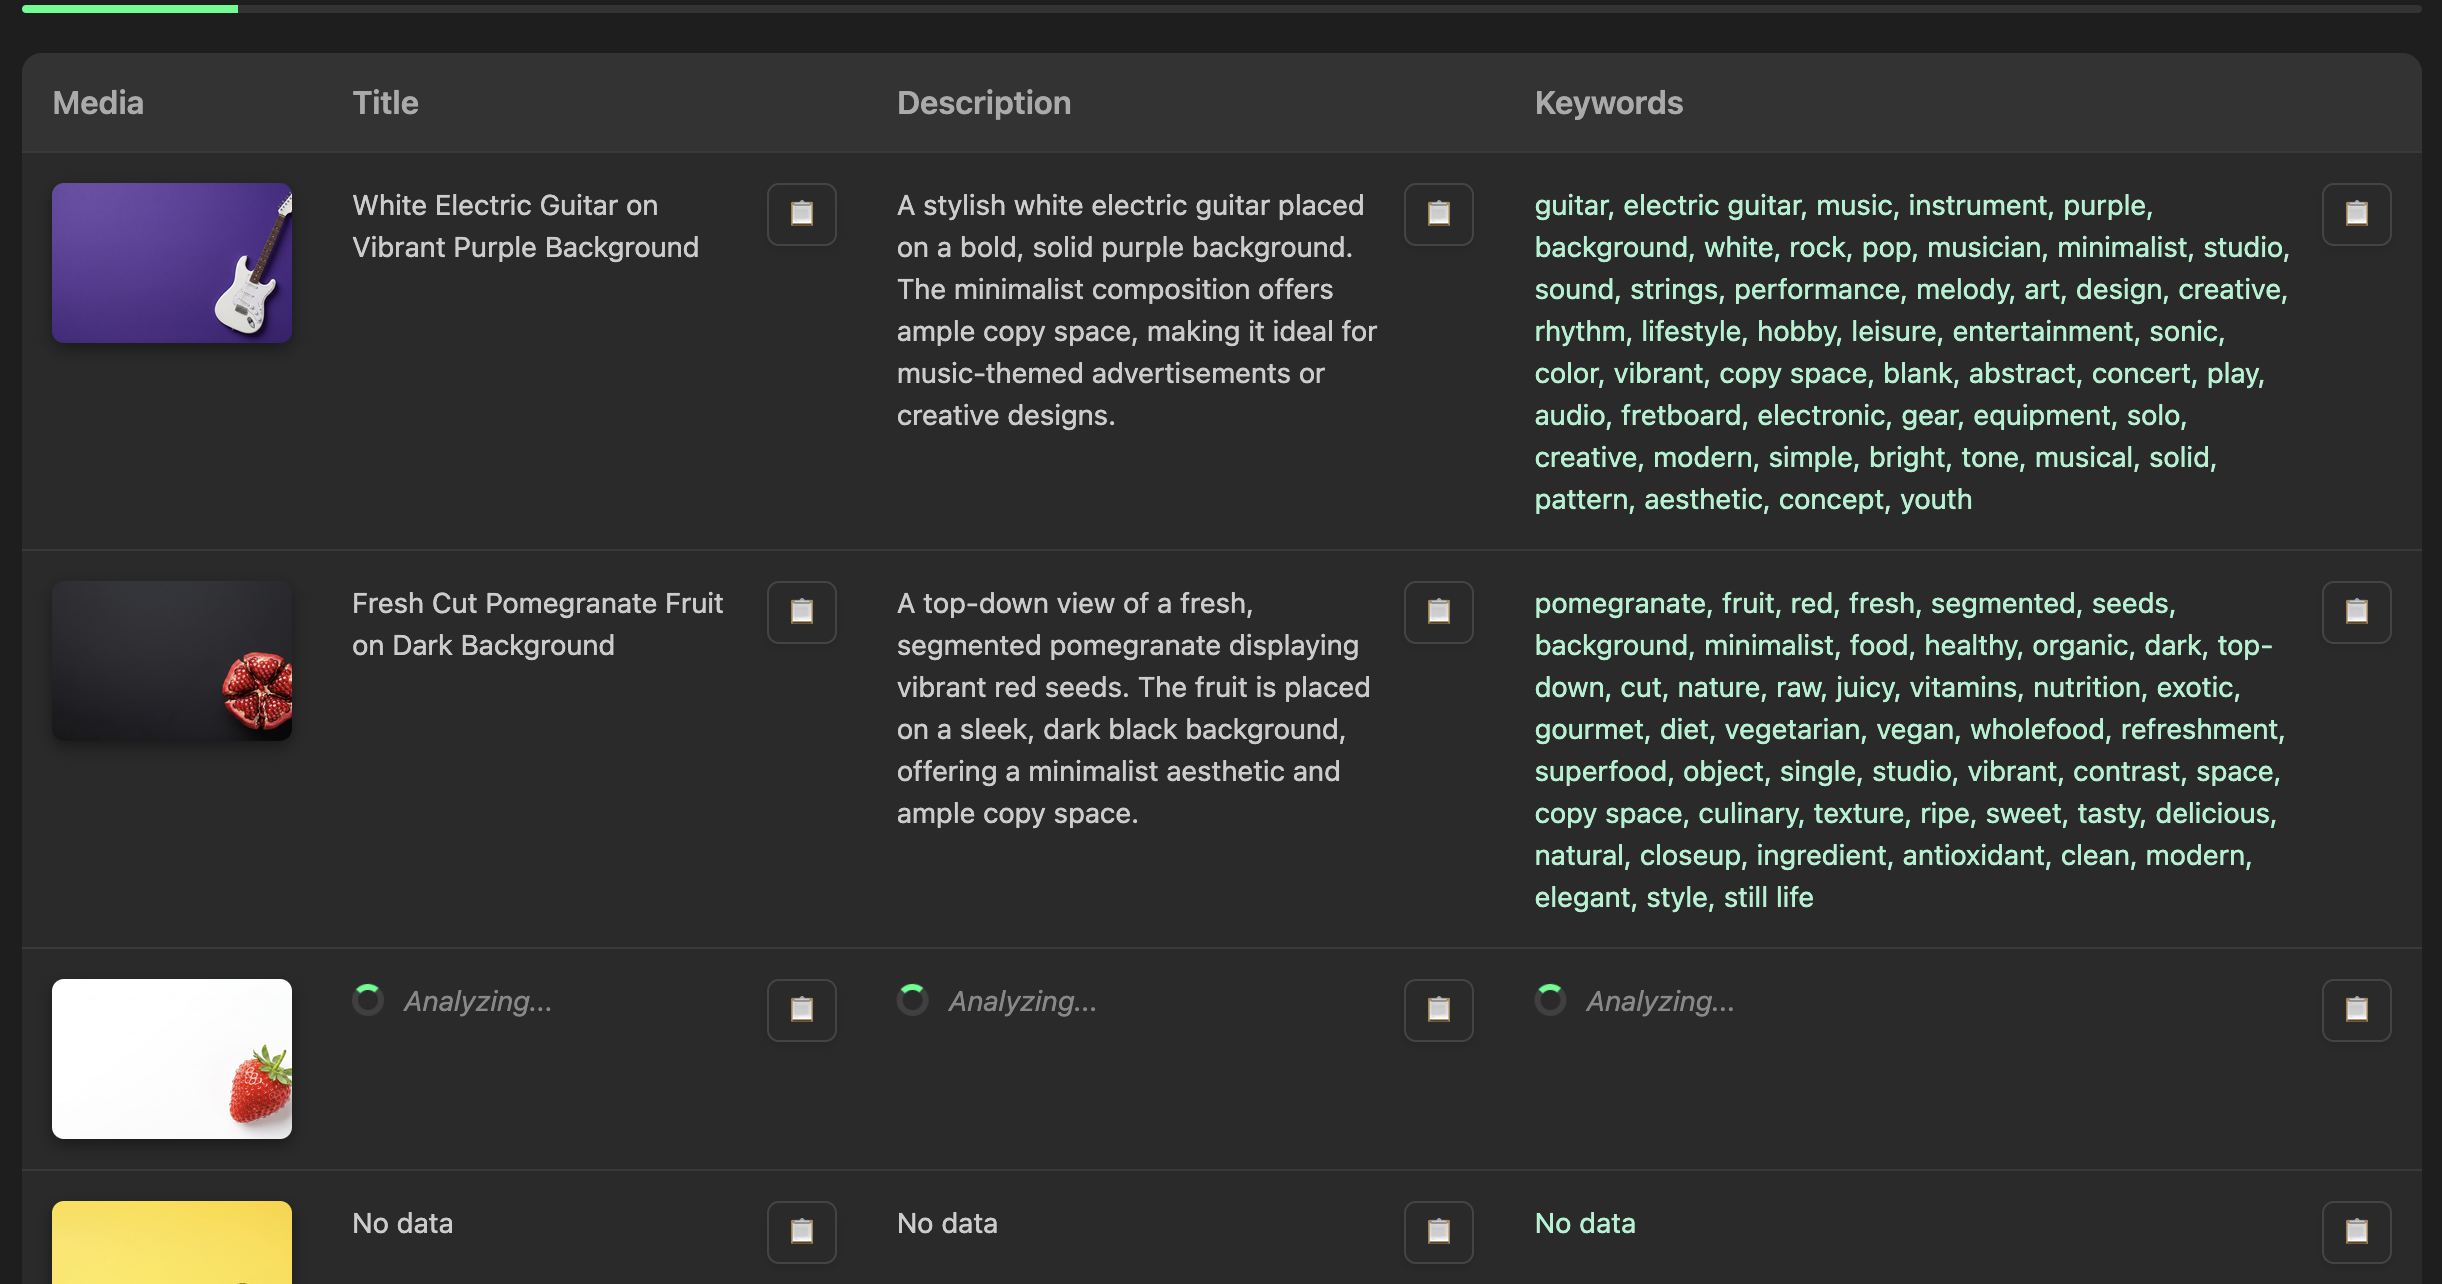 Media
Title
Description
Keywords
White Electric Guitar on
Vibrant Purple Background
A stylish white electric guitar placed
on a bold, solid purple background.
The minimalist composition offers
ample copy space, making it ideal for
music-themed advertisements or
creative designs.
guitar, electric guitar, music, instrument, purple,
background, white, rock, pop, musician, minimalist, studio,
sound, strings, performance, melody, art, design, creative,
rhythm, lifestyle, hobby, leisure, entertainment, sonic,
color, vibrant, copy space, blank, abstract, concert, play,
audio, fretboard, electronic, gear, equipment, solo,
creative, modern, simple, bright, tone, musical, solid,
pattern, aesthetic, concept, youth
Fresh Cut Pomegranate Fruit
on Dark Background
A top-down view of a fresh,
segmented pomegranate displaying
vibrant red seeds. The fruit is placed
on a sleek, dark black background,
offering a minimalist aesthetic and
ample copy space.
pomegranate, fruit, red, fresh, segmented, seeds,
background, minimalist, food, healthy, organic, dark, top-
down, cut, nature, raw, juicy, vitamins, nutrition, exotic,
gourmet, diet, vegetarian, vegan, wholefood, refreshment,
superfood, object, single, studio, vibrant, contrast, space,
copy space, culinary, texture, ripe, sweet, tasty, delicious,
natural, closeup, ingredient, antioxidant, clean, modern,
elegant, style, still life
Analyzing...
Analyzing...
Analyzing...
No data
No data
No data